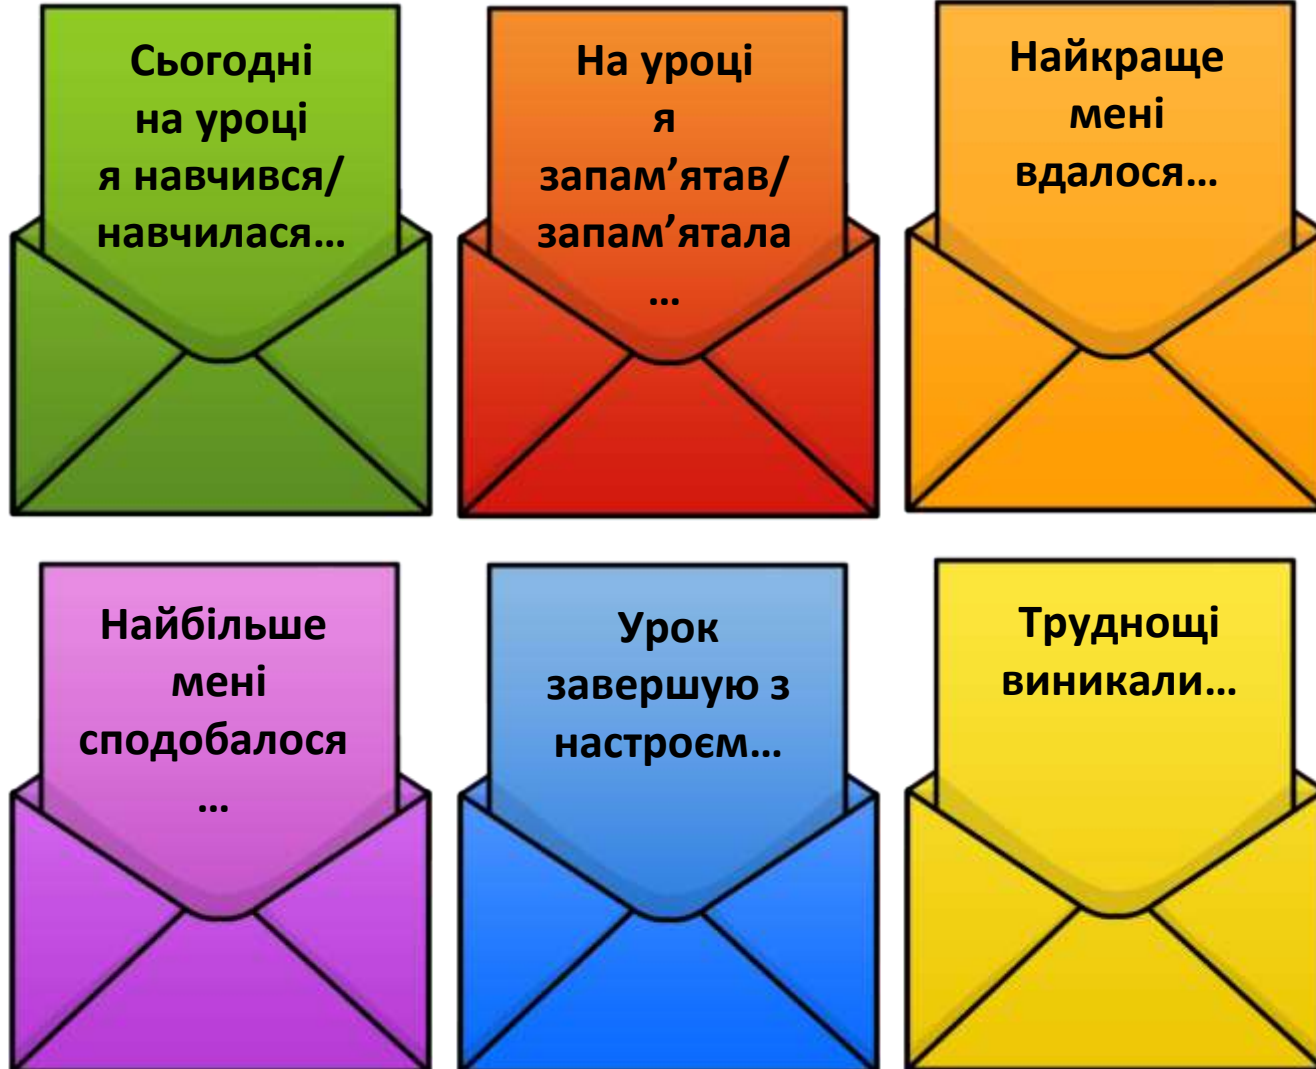 Сьогодні
на уроці
я навчився/
навчилася…
На уроці
я
запам’ятав/
запам’ятала
…
Найкраще
мені
вдалося…
Найбільше
мені
сподобалося
…
Урок
завершую з
настроєм…
Труднощі
виникали…